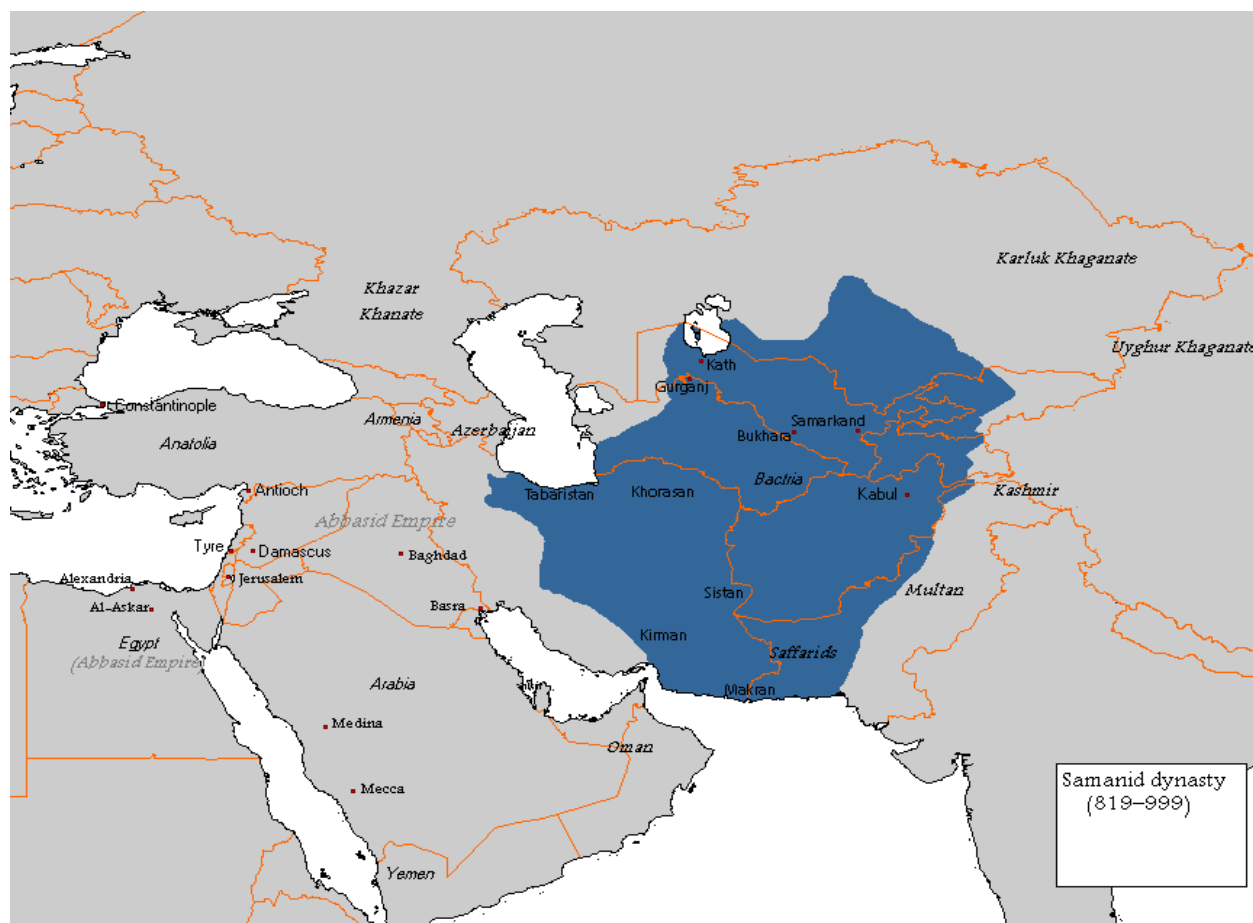 Karluk Khaganate
Khazar
Khanate
Uyghur Khaganate
Kath
Gurganj
Constantinople
Armenia
Azerbaijan
Samarkand
Bukhara
Anatolia
Bactria
Tabaristan
Khorasan
Kabul
Kashmir
Antioch
Abbasid Empire
Tyre
Damascus
Baghdad
Alexandria
Jerusalem
Al-Askar
Basra
Sistan
Multan
Egypt
(Abbasid Empire)
Kirman
Saffarids
Arabia
Makran
Medina
Oman
Mecca
Yemen
Samanid dynasty
(819–999)